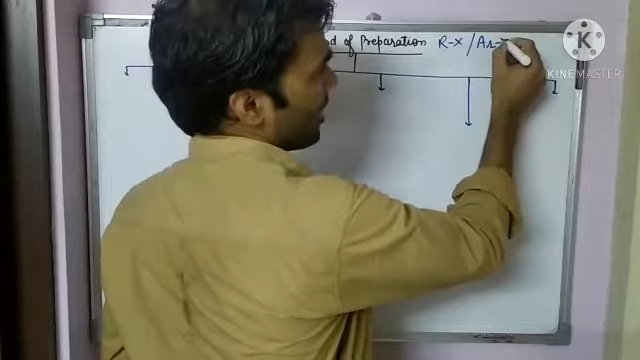 of Preparation R-X / Ar-
K
KINEMASTER